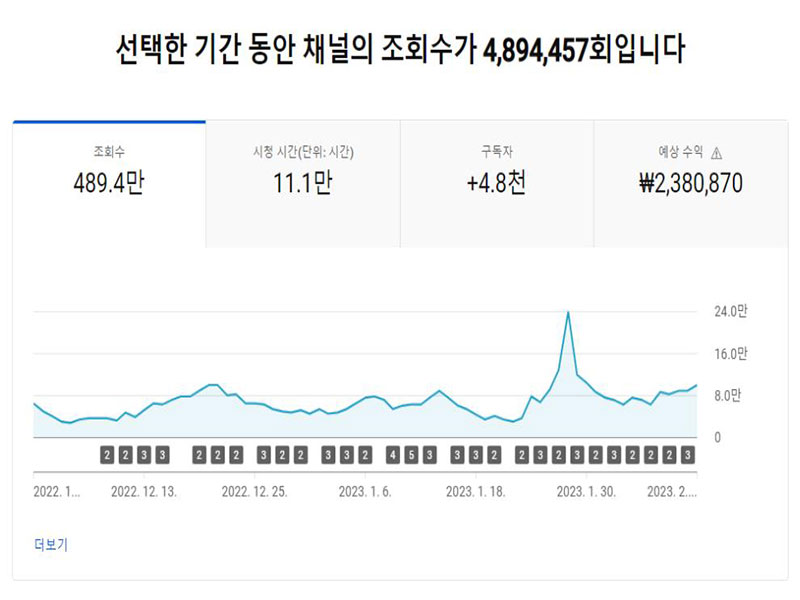 선택한 기간 동안 채널의 조회수가 4,894,457회입니다
조회수 시청 시간(단위: 시간) 구독자 예상 수익
489.4만 11.1만 +4.8천 ₩2,380,870
24.0만
16.0만
8.0만
0
2 2 3 3 2 2 2 3 2 2 3 3 2 4 5 3 3 3 2 2 3 2 3 2 3 2 2 2 3
2022. 1... 2022. 12. 13. 2022. 12. 25. 2023. 1. 6. 2023. 1. 18. 2023. 1. 30. 2023. 2....
더보기